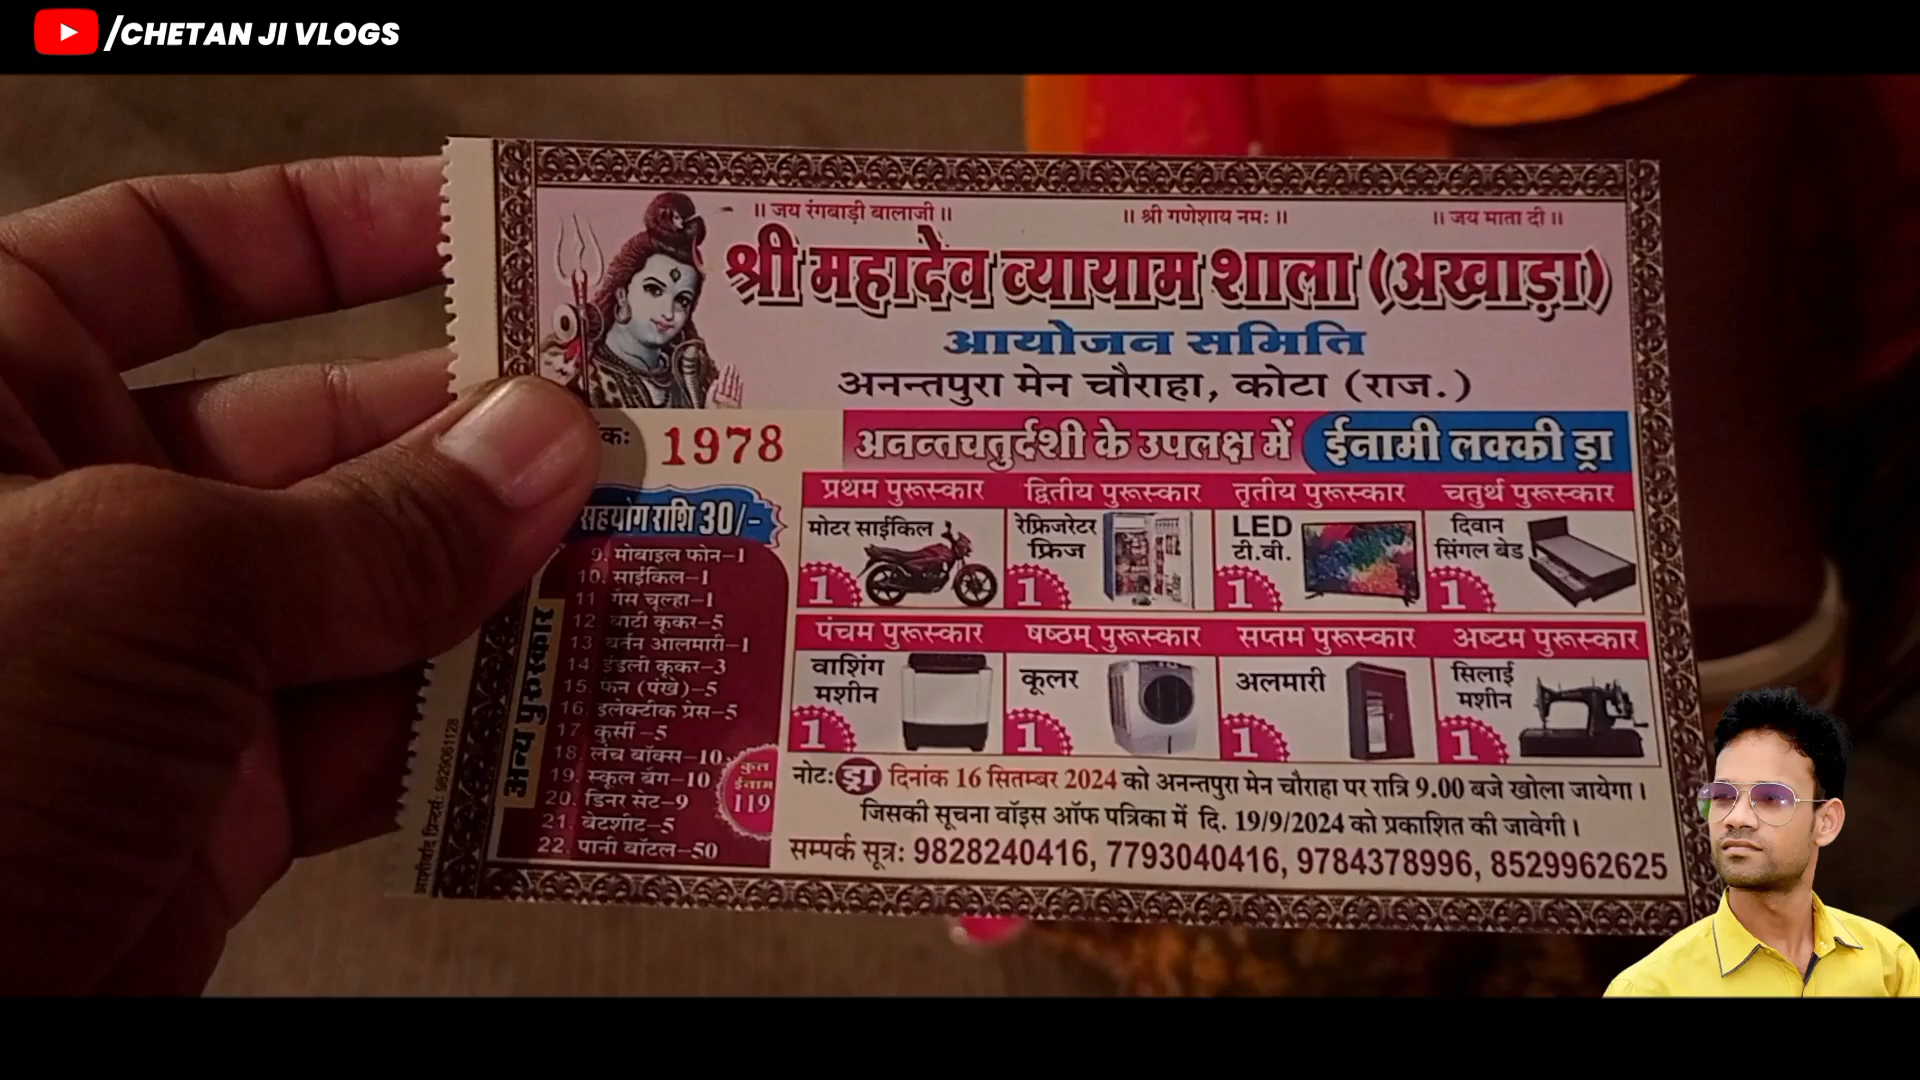 /CHETAN JI VLOGS
॥ जय रंगबाड़ी बालाजी ॥
॥ श्री गणेशाय नमः ॥
॥ जय माता दी ॥
श्री महादेव व्यायाम शाला (अखाड़ा)
आयोजन समिति
अनन्तपुरा मेन चौराहा, कोटा (राज.)
1978
अनन्तचतुर्दशी के उपलक्ष में ईनामी लक्की ड्रा
सहयोग राशि 30/-
प्रथम पुरूस्कार
द्वितीय पुरूस्कार
तृतीय पुरूस्कार
चतुर्थ पुरूस्कार
मोटर साईकिल
1
रेफ्रिजरेटर
फ्रिज
1
LED
टी.वी.
1
दिवान
सिंगल बेड
1
पंचम पुरूस्कार
षष्ठम् पुरूस्कार
सप्तम पुरूस्कार
अष्टम पुरूस्कार
वाशिंग
मशीन
1
कूलर
1
अलमारी
1
सिलाई
मशीन
1
अन्य पुरुस्कार
9. मोबाइल फोन-1
10. साईकिल-1
11. गैस चूल्हा-1
12. बाटी कूकर-5
13. बर्तन आलमारी-1
14. इडली कूकर-3
15. फेन (पंखे)-5
16. इलेक्टीक प्रेस-5
17. कुर्सी -5
18. लंच बॉक्स-10
19. स्कूल बैग-10
20. डिनर सेट-9
21. बेटशीट-5
22. पानी बॉटल-50
कुल
ईनाम
119
नोट: ड्रा दिनांक 16 सितम्बर 2024 को अनन्तपुरा मेन चौराहा पर रात्रि 9.00 बजे खोला जायेगा।
जिसकी सूचना वॉइस ऑफ पत्रिका में दि. 19/9/2024 को प्रकाशित की जावेगी।
सम्पर्क सूत्र: 9828240416, 7793040416, 9784378996, 8529962625